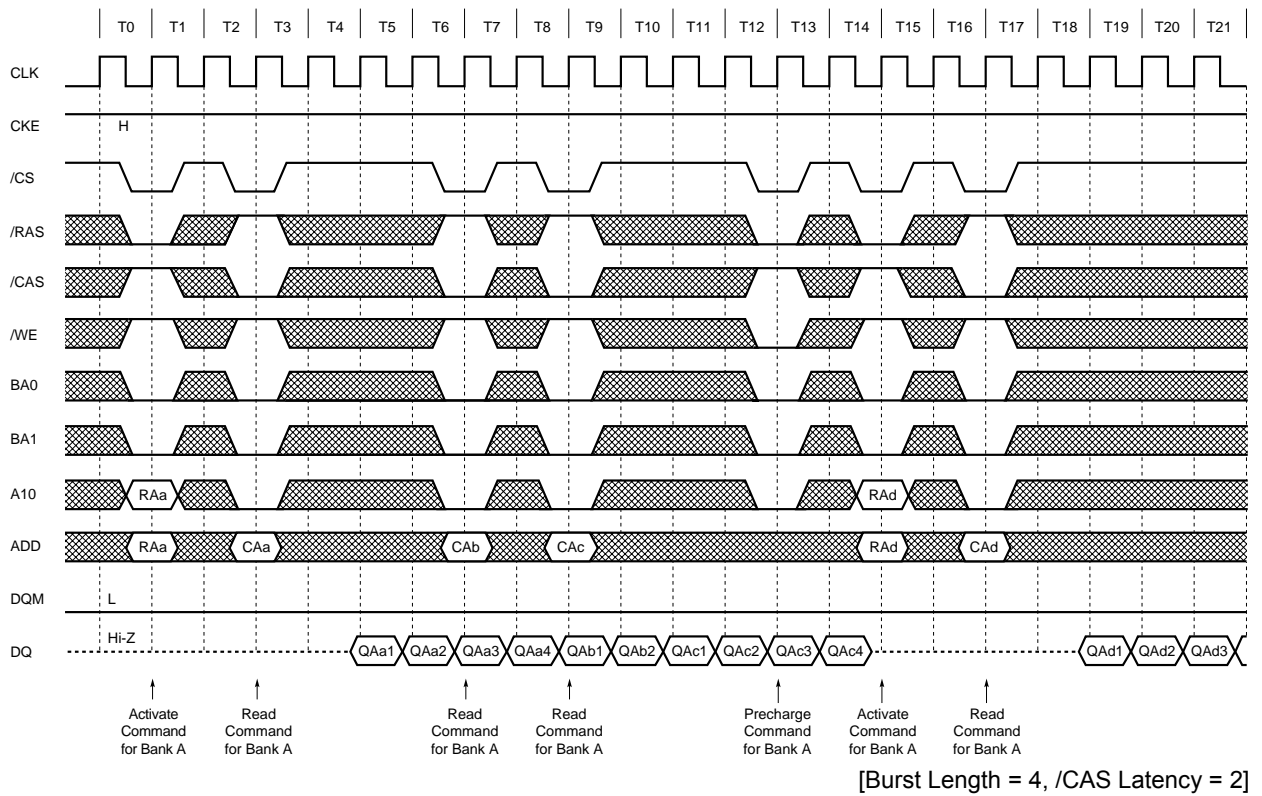 T0 T1 T2 T3 T4 T5 T6 T7 T8 T9 T10 T11 T12 T13 T14 T15 T16 T17 T18 T19 T20 T21
CLK
CKE H
/CS
/RAS
/CAS
/WE
BA0
BA1
A10 RAa RAd
ADD RAa CAa CAb CAc RAd CAd
DQM L
Hi-Z
DQ QAa1 QAa2 QAa3 QAa4 QAb1 QAb2 QAc1 QAc2 QAc3 QAc4 QAd1 QAd2 QAd3
Activate Read Read Read Precharge Activate Read
Command Command Command Command Command Command Command
for Bank A for Bank A for Bank A for Bank A for Bank A for Bank A for Bank A
[Burst Length = 4, /CAS Latency = 2]